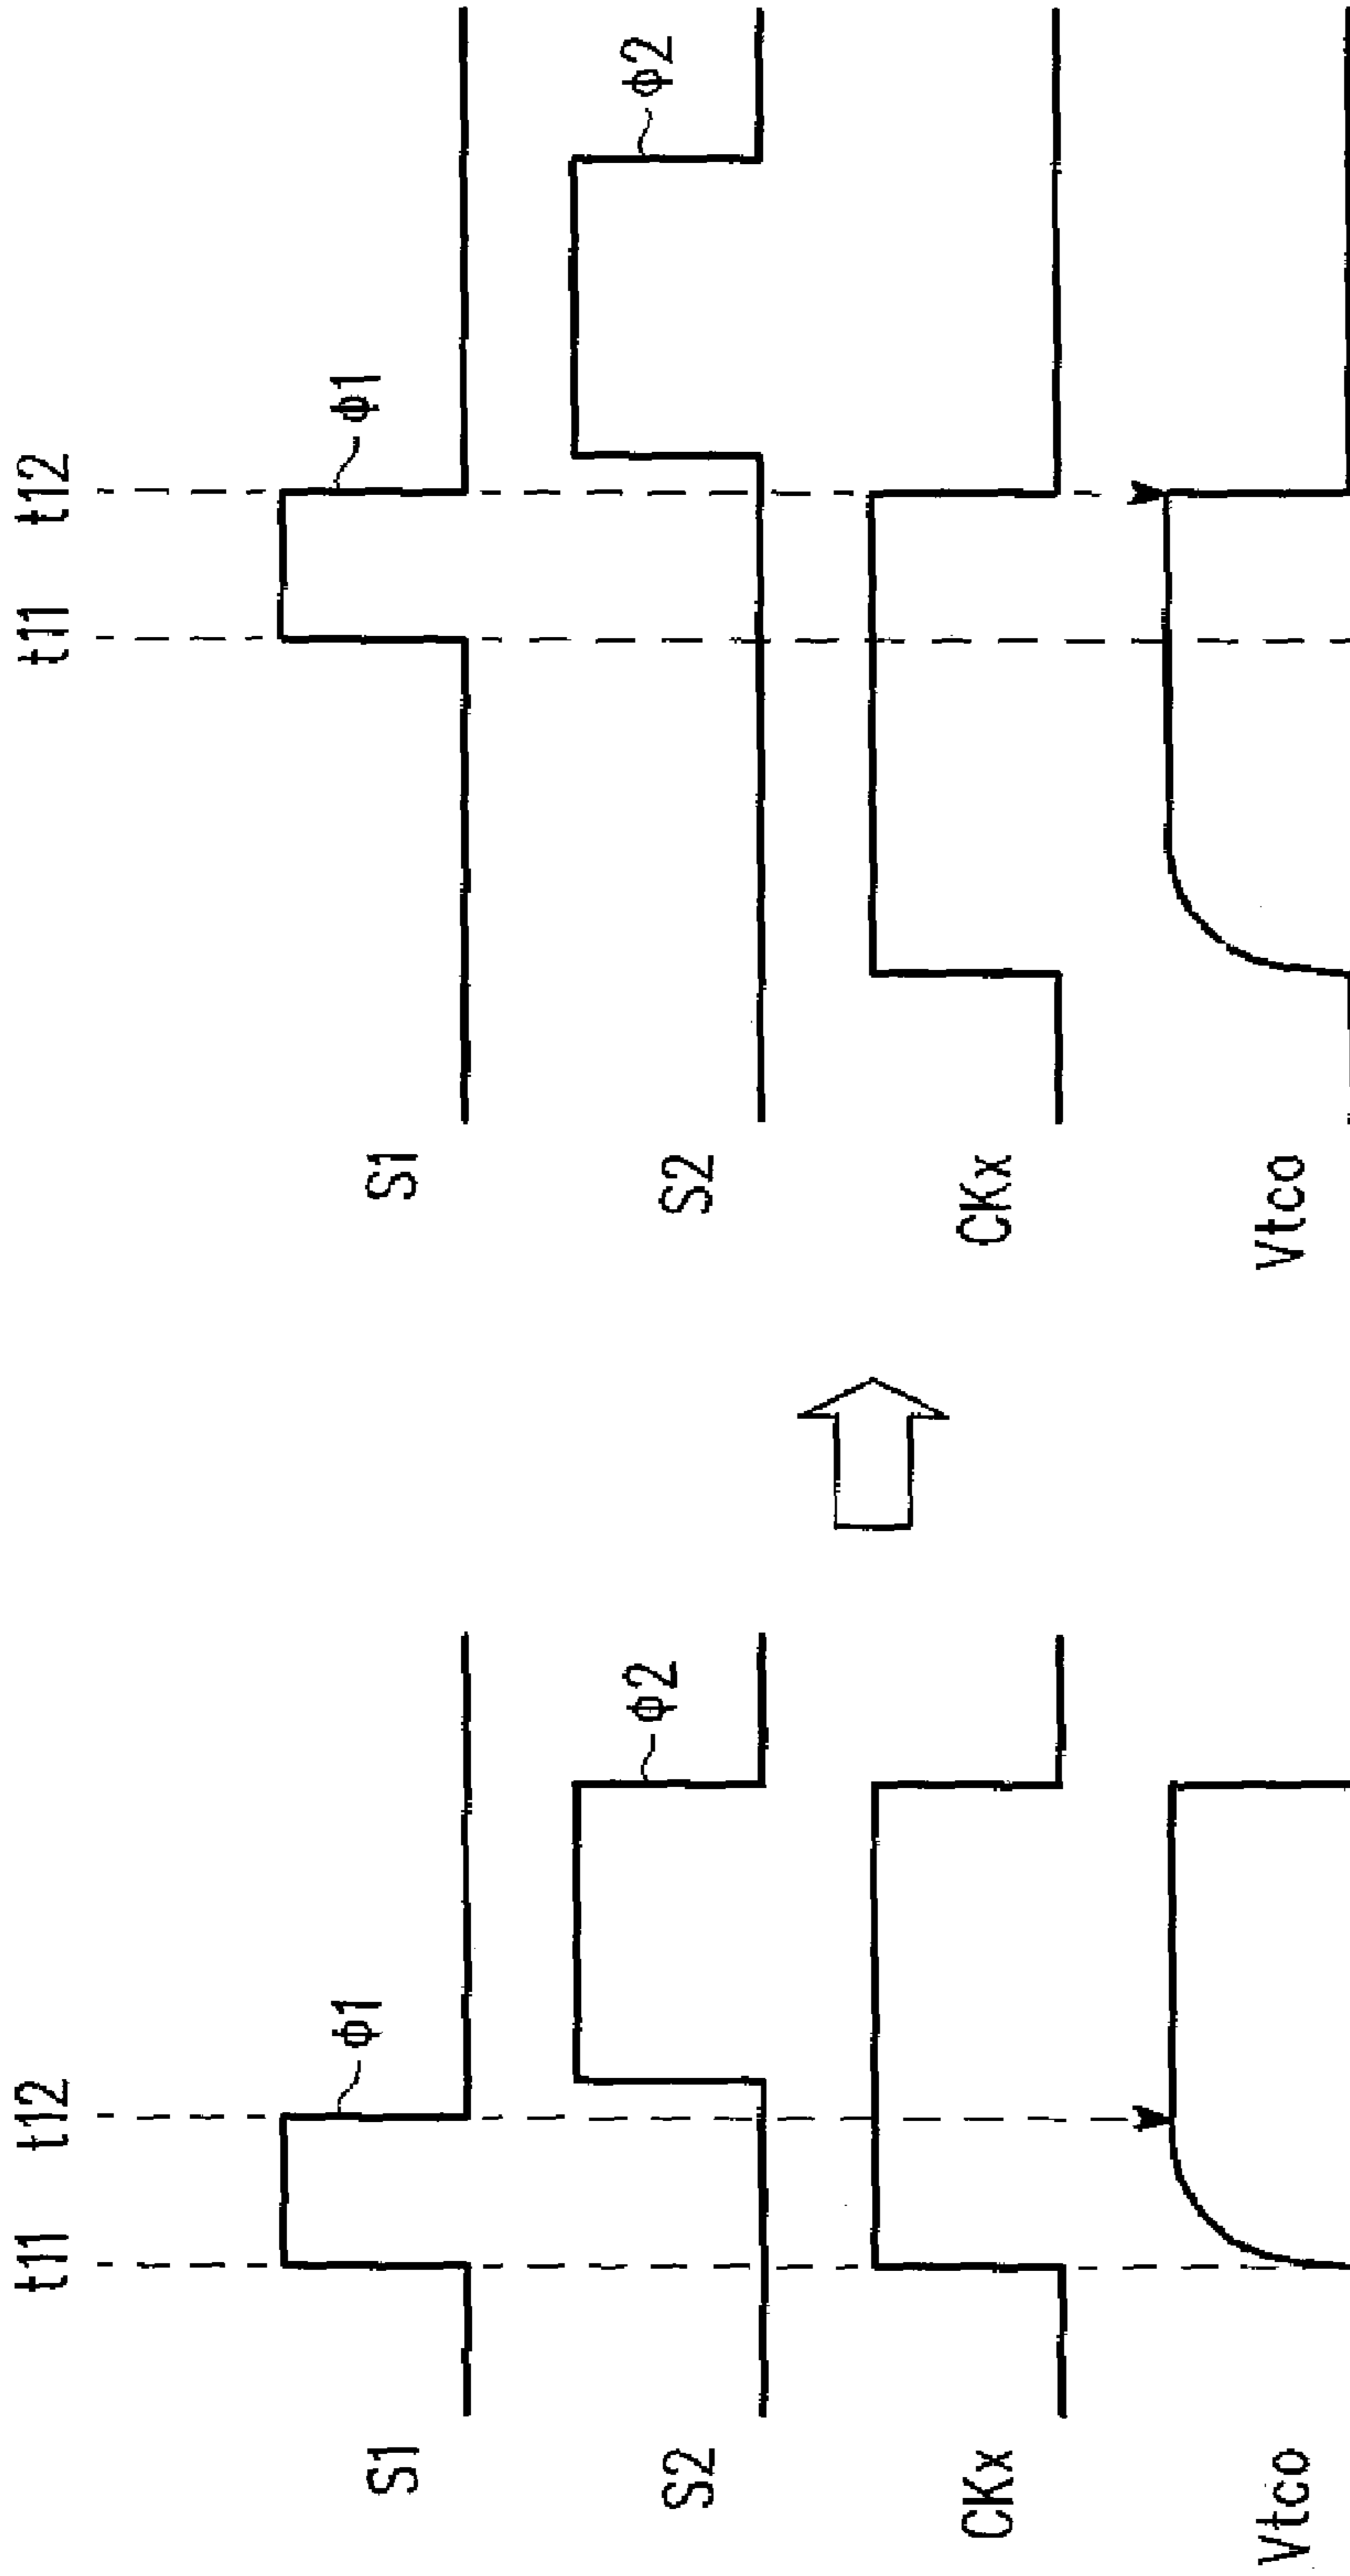 t11 t12
S1
φ1
S2
φ2
CKx
Vtco
t11 t12
S1
φ1
S2
φ2
CKx
Vtco